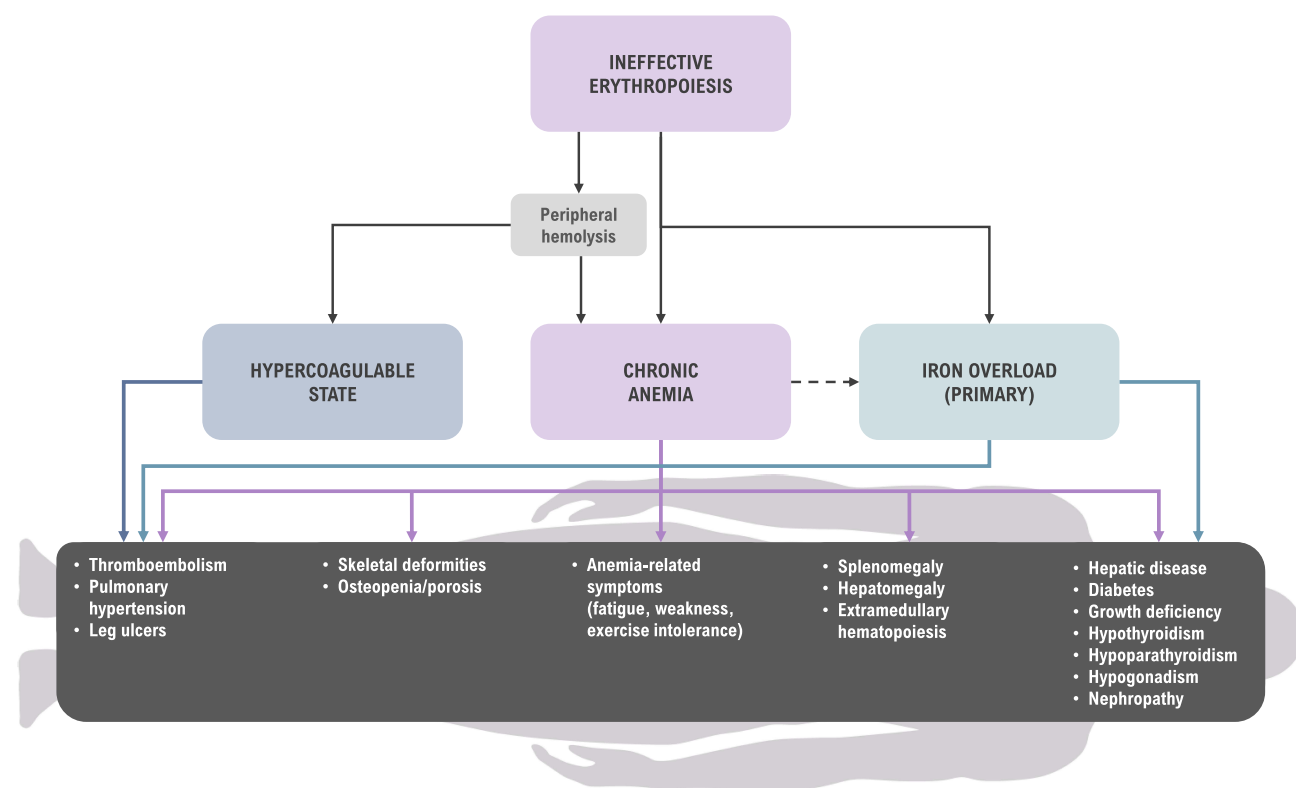 INEFFECTIVE
ERYTHROPOIESIS
Peripheral
hemolysis
HYPERCOAGULABLE
STATE
CHRONIC
ANEMIA
IRON OVERLOAD
(PRIMARY)
• Thromboembolism
• Pulmonary
hypertension
• Leg ulcers
• Skeletal deformities
• Osteopenia/porosis
• Anemia-related
symptoms
(fatigue, weakness,
exercise intolerance)
• Splenomegaly
• Hepatomegaly
• Extramedullary
hematopoiesis
• Hepatic disease
• Diabetes
• Growth deficiency
• Hypothyroidism
• Hypoparathyroidism
• Hypogonadism
• Nephropathy